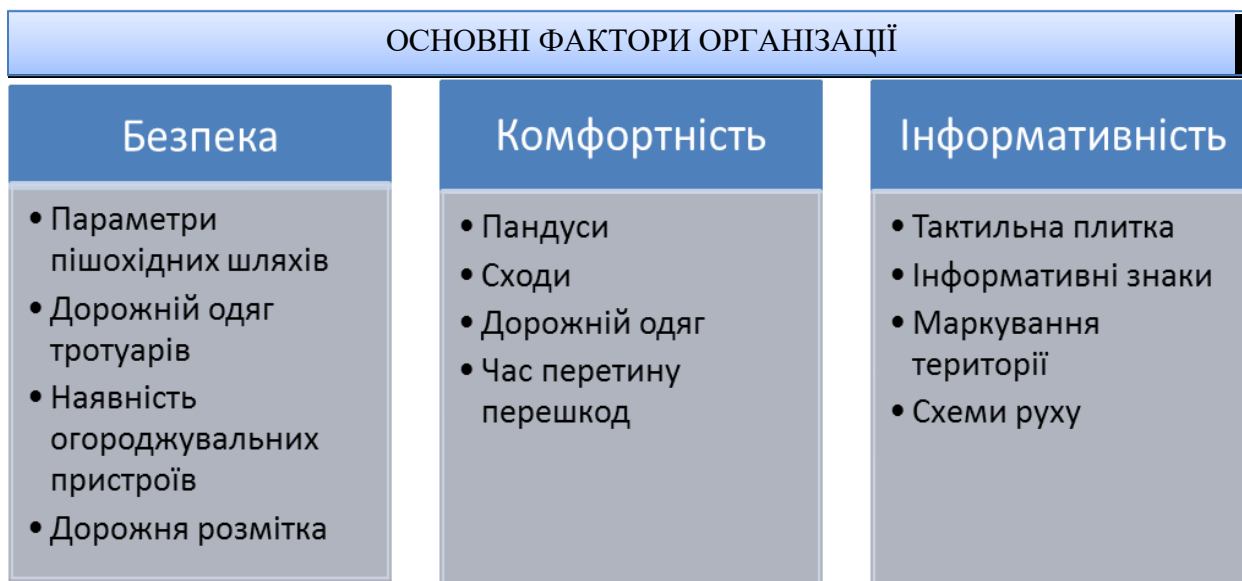 ОСНОВНІ ФАКТОРИ ОРГАНІЗАЦІЇ
Безпека
• Параметри
пішохідних шляхів
• Дорожній одяг
тротуарів
• Наявність
огороджувальних
пристроїв
• Дорожня розмітка
Комфортність
• Пандуси
• Сходи
• Дорожній одяг
• Час перетину
перешкод
Інформативність
• Тактильна плитка
• Інформативні знаки
• Маркування
території
• Схеми руху